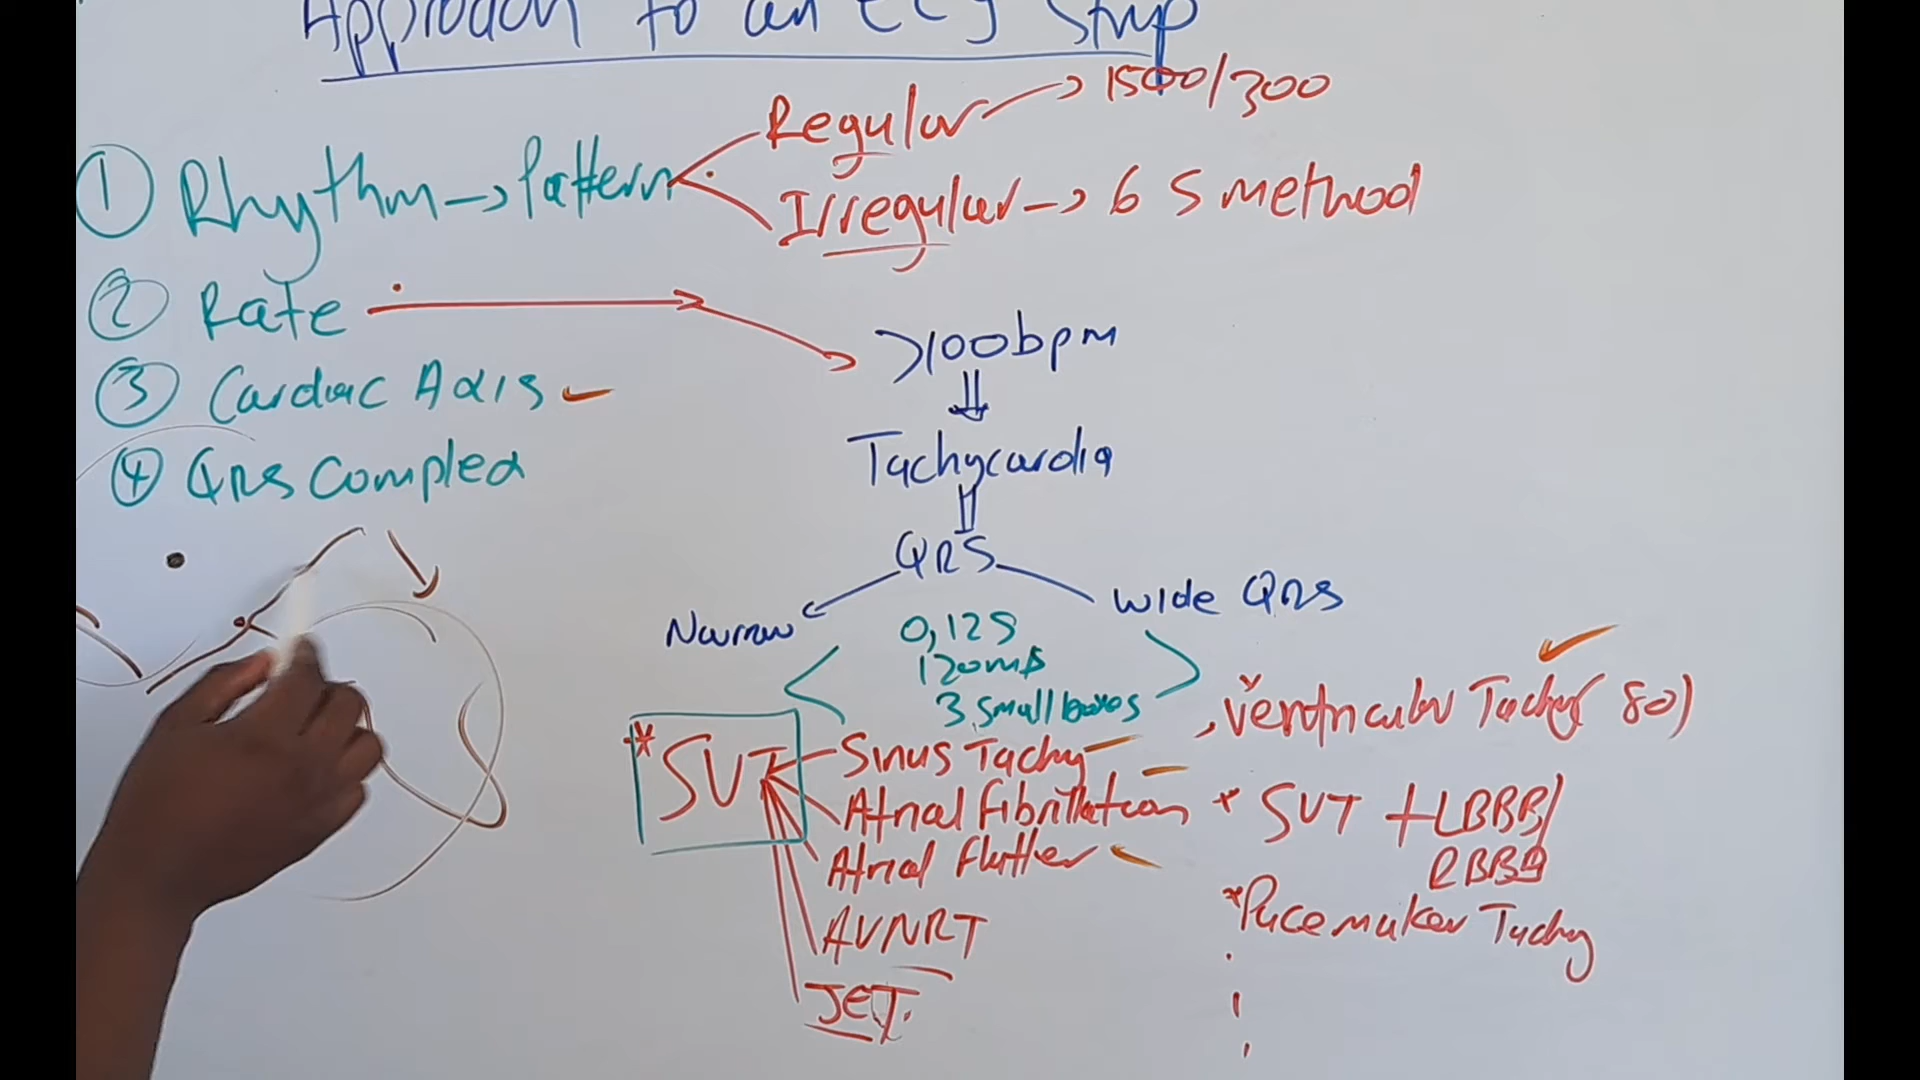 Approach to an ECG Strip
① Rhythm → Pattern
Regular → 1500/300
Irregular → 6 S method
② Rate
>100bpm
③ Cardiac Axis
Tachycardia
④ QRS Complex
QRS
Narrow
Wide QRS
0,12S
120ms
3 small boxes
* SVT
Sinus Tachy
Atrial Fibrillation
Atrial Flutter
AVNRT
JET.
Ventricular Tachy( 80)
* SVT + LBBB/
RBBB
*Pacemaker Tachy